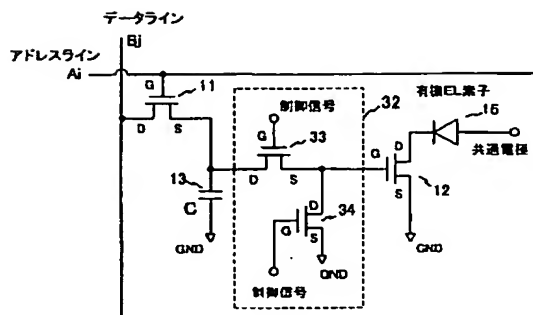 データライン
Bj
アドレスライン
Ai
G
11
D
S
制御信号
32
G
33
D
S
13
C
GND
D
34
G
S
GND
制御信号
有機EL素子
15
共通電極
G
D
12
S
GND